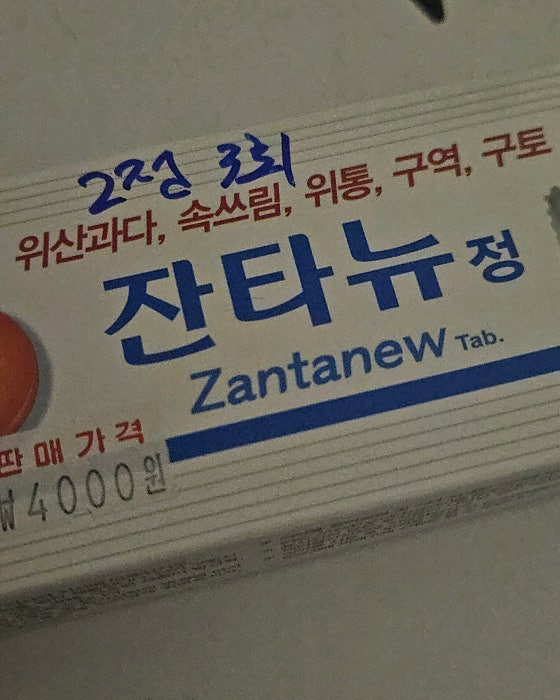 2정 3회
위산과다, 속쓰림, 위통, 구역, 구토
잔타뉴정
Zantanew Tab.
판매가격
₩4000원